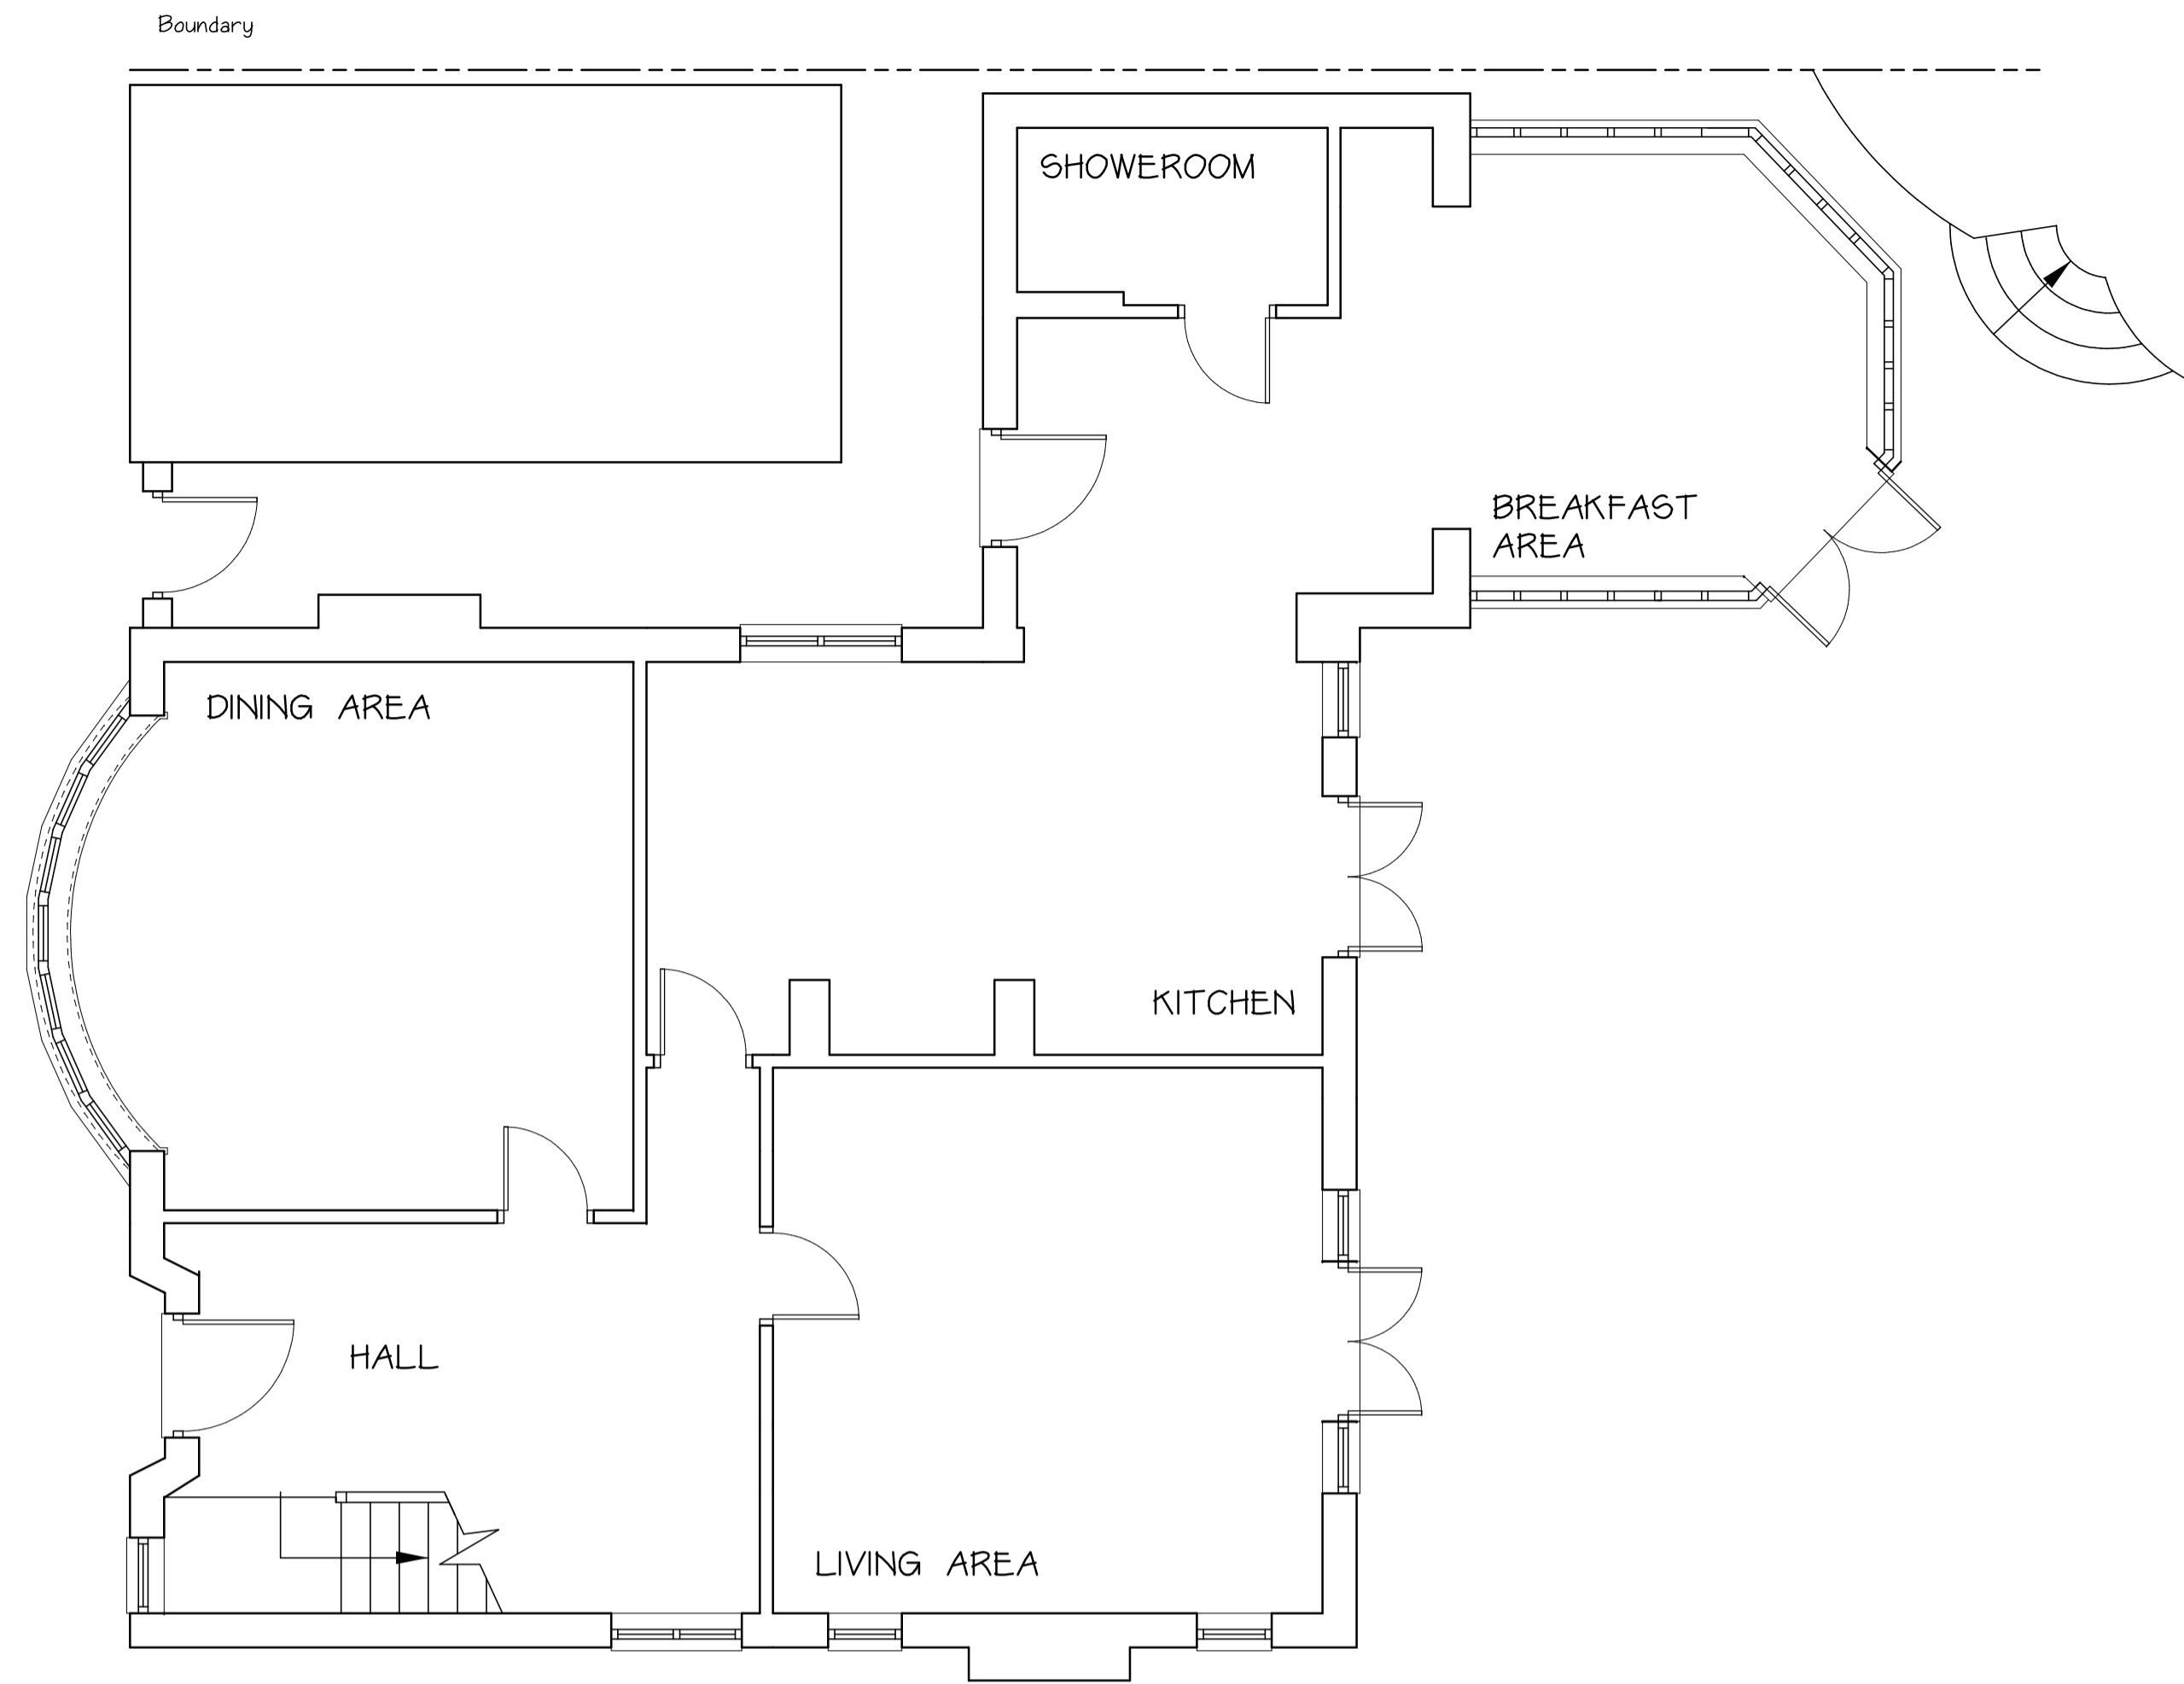 Boundary
SHOWEROOM
BREAKFAST
AREA
DINING AREA
KITCHEN
HALL
LIVING AREA